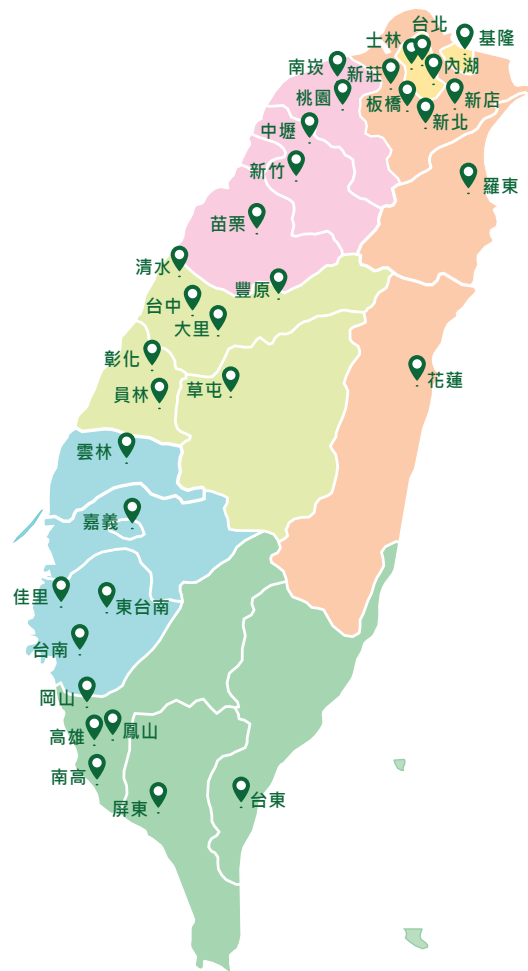 台北
士林
基隆
內湖
南崁
新莊
桃園
板橋
新店
新北
中壢
新竹
羅東
苗栗
清水
豐原
台中
大里
彰化
花蓮
員林
草屯
雲林
嘉義
佳里
東台南
台南
岡山
高雄
鳳山
南高
屏東
台東